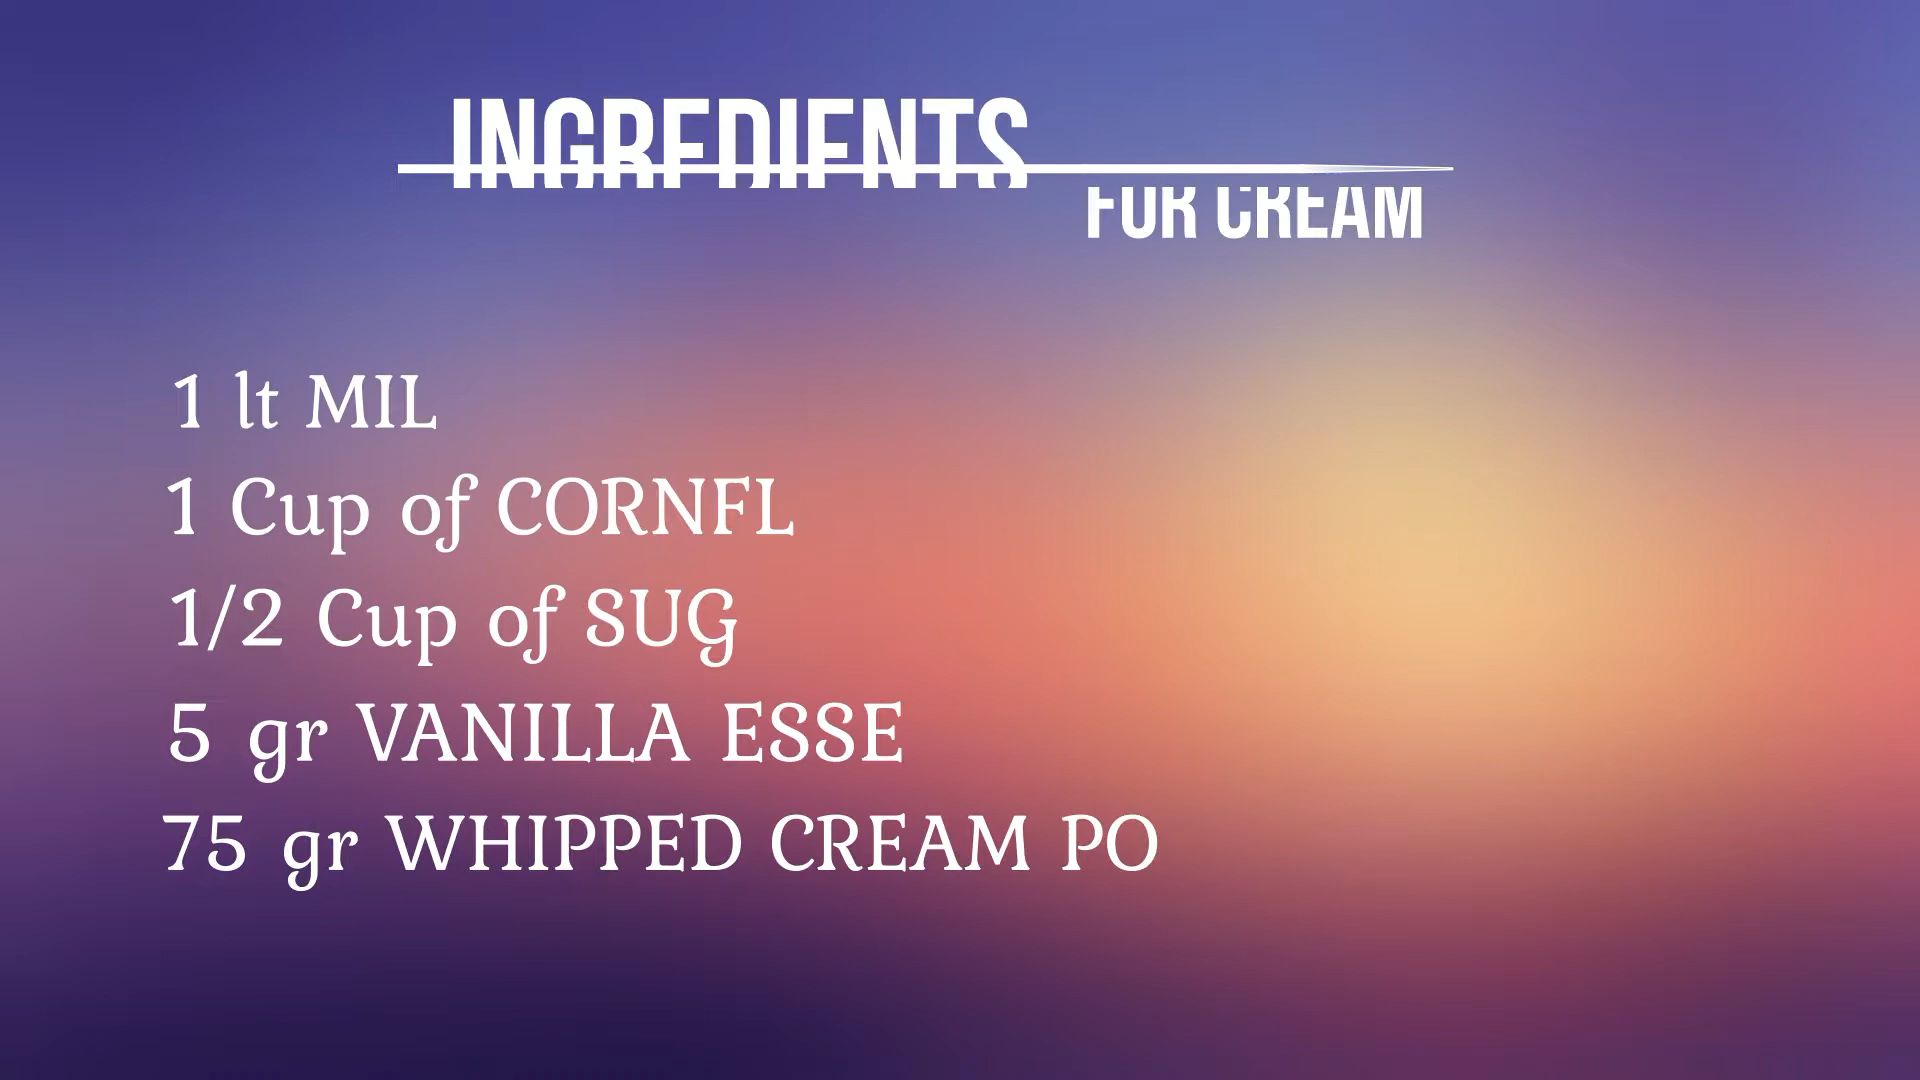 INGREDIENTS
FOR CREAM
1 lt MIL
1 Cup of CORNFL
1/2 Cup of SUG
5 gr VANILLA ESSE
75 gr WHIPPED CREAM PO